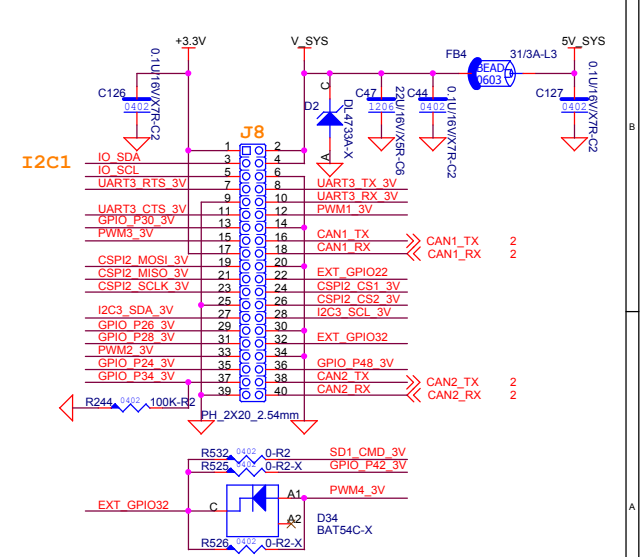 +3.3V V_SYS FB4 31/3A-L3 5V_SYS
BEAD
0603
0.1U/16V/X7R-C2
C126
0402
D2
DL4733A-X
C
A
C47
1206
22U/16V/X5R-C6
C44
0402
0.1U/16V/X7R-C2
C127
0402
0.1U/16V/X7R-C2
B
J8
I2C1
1 2
IO_SDA 3 4
IO_SCL 5 6
UART3_RTS_3V 7 8 UART3_TX_3V
9 10 UART3_RX_3V
UART3_CTS_3V 11 12 PWM1_3V
GPIO_P30_3V 13 14
PWM3_3V 15 16 CAN1_TX CAN1_TX 2
17 18 CAN1_RX CAN1_RX 2
CSPI2_MOSI_3V 19 20
CSPI2_MISO_3V 21 22 EXT_GPIO22
CSPI2_SCLK_3V 23 24 CSPI2_CS1_3V
25 26 CSPI2_CS2_3V
I2C3_SDA_3V 27 28 I2C3_SCL_3V
GPIO_P26_3V 29 30
GPIO_P28_3V 31 32 EXT_GPIO32
PWM2_3V 33 34
GPIO_P24_3V 35 36 GPIO_P48_3V
GPIO_P34_3V 37 38 CAN2_TX CAN2_TX 2
39 40 CAN2_RX CAN2_RX 2
R244 0402 100K-R2
PH_2X20_2.54mm
R532 0402 0-R2 SD1_CMD_3V
R525 0402 0-R2-X GPIO_P42_3V
A1 PWM4_3V
EXT_GPIO32 C
A2 D34
BAT54C-X
R526 0402 0-R2-X
A